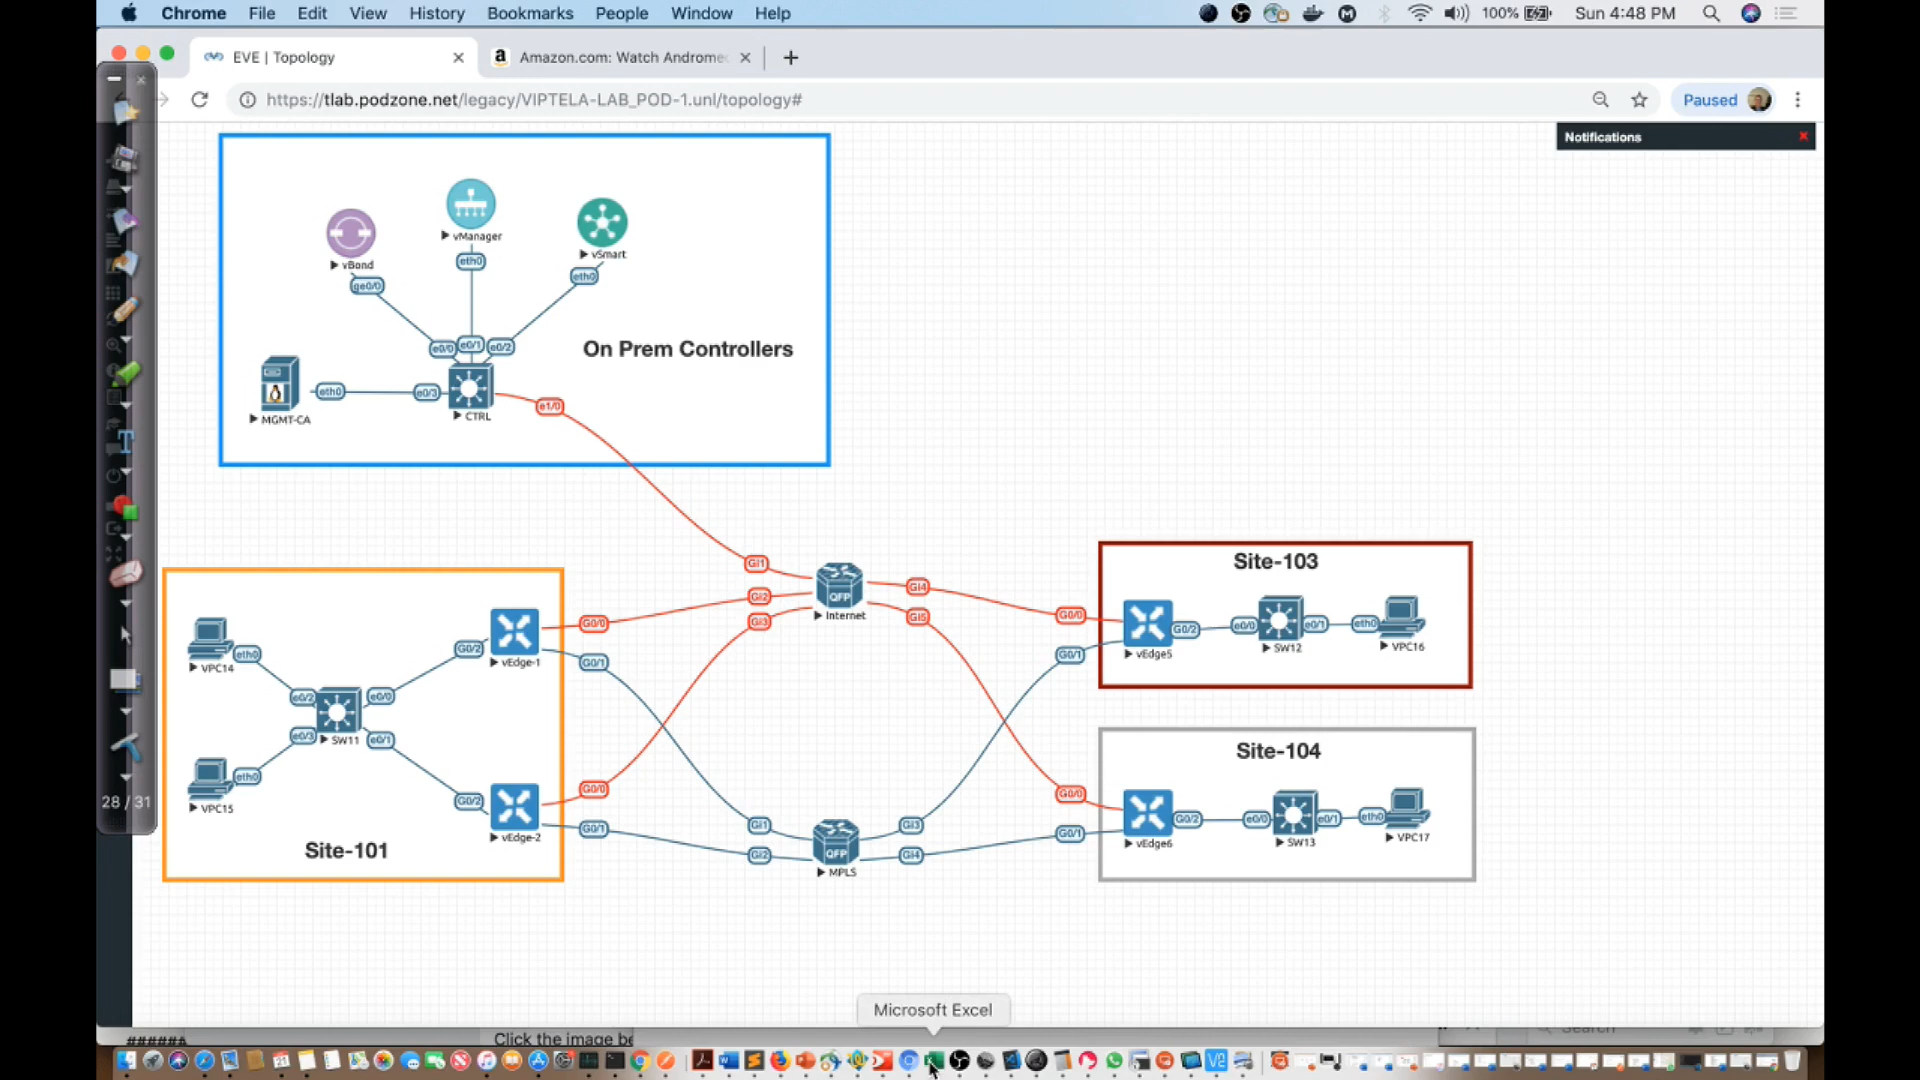 Chrome File Edit View History Bookmarks People Window Help 100% Sun 4:48 PM
EVE | Topology Amazon.com: Watch Androme
https://tlab.podzone.net/legacy/VIPTELA-LAB_POD-1.unl/topology# Paused
Notifications
vManager
vBond
vSmart
eth0
eth0
ge0/0
On Prem Controllers
e0/0 e0/1 e0/2
eth0 e0/3
e1/0
CTRL
MGMT-CA
Site-103
Gi1
Gi4
Gi2
QFP
G0/0
Internet
Gi3
Gi5
G0/0
G0/2 e0/0 e0/1 eth0
SW12
VPC16
vEdge5
G0/1
eth0
VPC14
G0/2
vEdge-1
G0/1
e0/2 e0/0
e0/3 SW11 e0/1
Site-104
eth0
VPC15
G0/2
G0/0
G0/0
G0/1
vEdge-2
Site-101
Gi1
Gi3
Gi2
QFP
Gi4
MPLS
G0/1
G0/2 e0/0 e0/1 eth0
vEdge6
SW13
VPC17
28 / 31
Microsoft Excel
######
Click the image be
Search